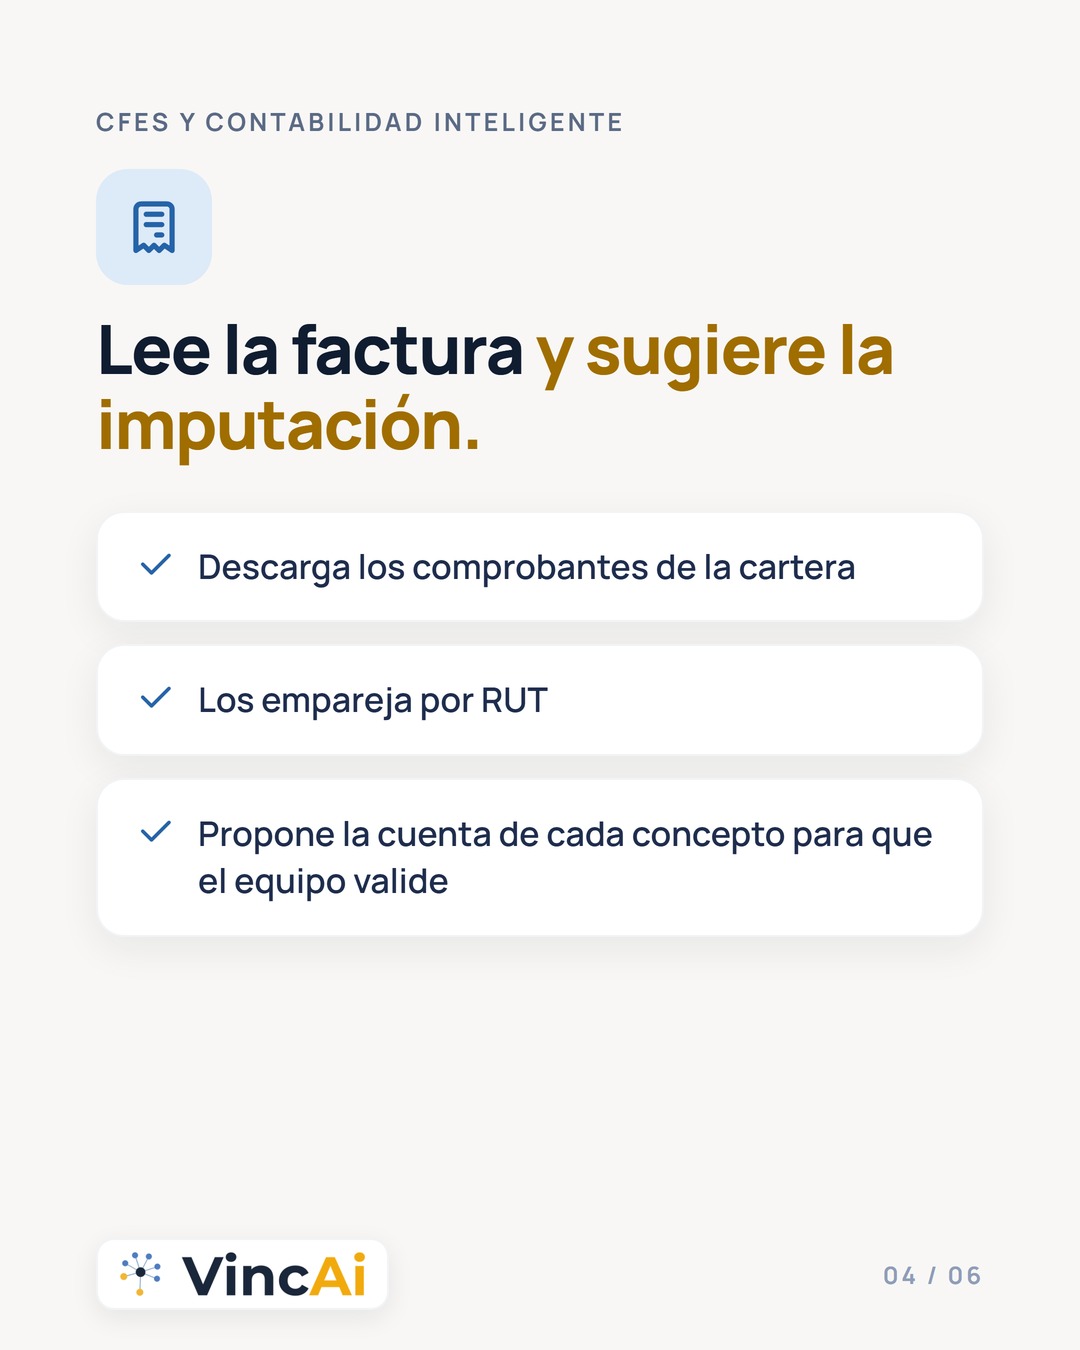 CFES Y CONTABILIDAD INTELIGENTE
Lee la factura y sugiere la
imputación.
Descarga los comprobantes de la cartera
Los empareja por RUT
Propone la cuenta de cada concepto para que
el equipo valide
VincAi
04 / 06